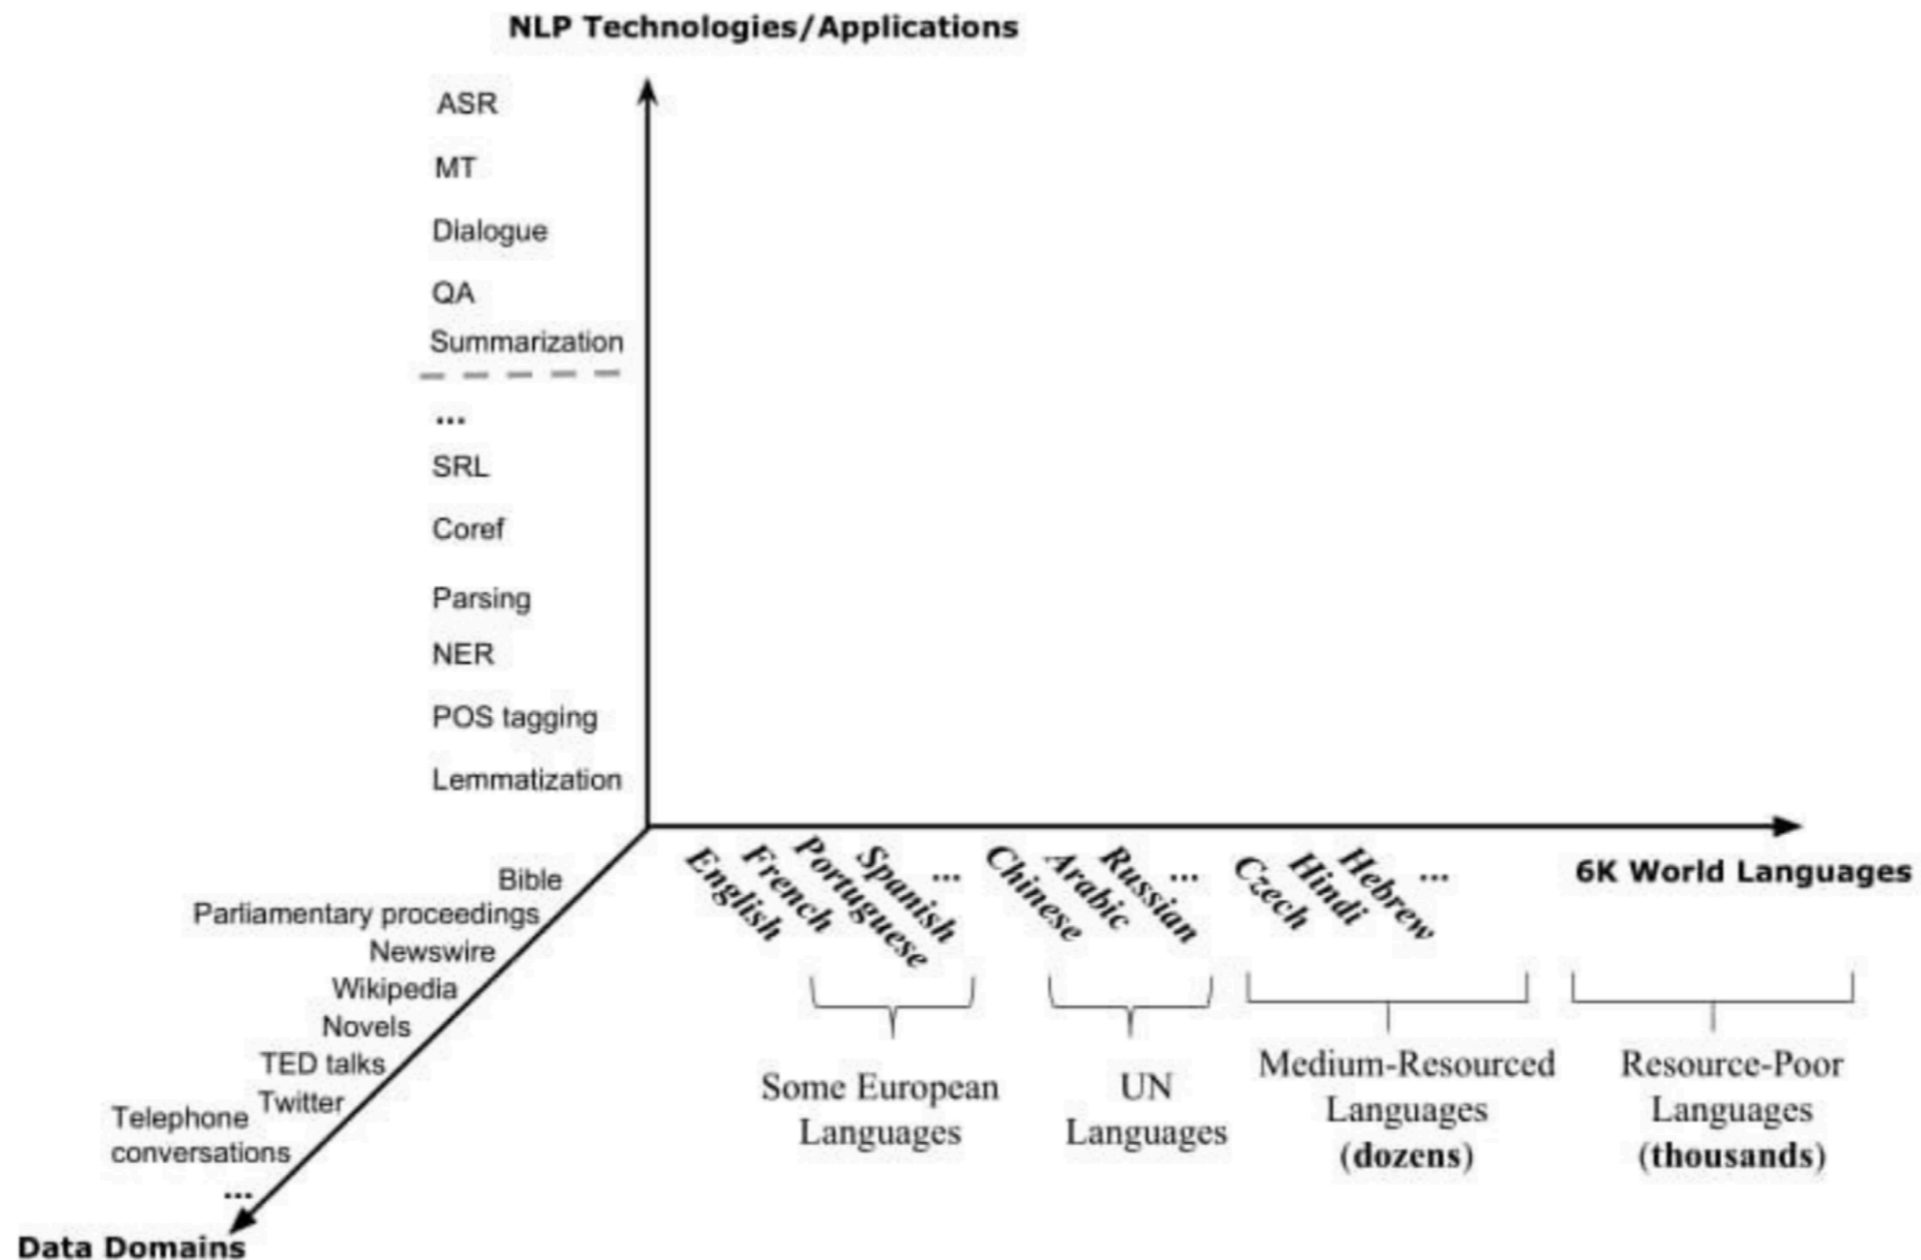 NLP Technologies/Applications
ASR
MT
Dialogue
QA
Summarization
...
SRL
Coref
Parsing
NER
POS tagging
Lemmatization
Bible
Parliamentary proceedings
Newswire
Wikipedia
Novels
TED talks
Twitter
Telephone
conversations
...
Data Domains
English
French
Portuguese
Spanish
...
Chinese
Arabic
Russian
...
Czech
Hindi
Hebrew
...
6K World Languages
Some European
Languages
UN
Languages
Medium-Resourced
Languages
(dozens)
Resource-Poor
Languages
(thousands)